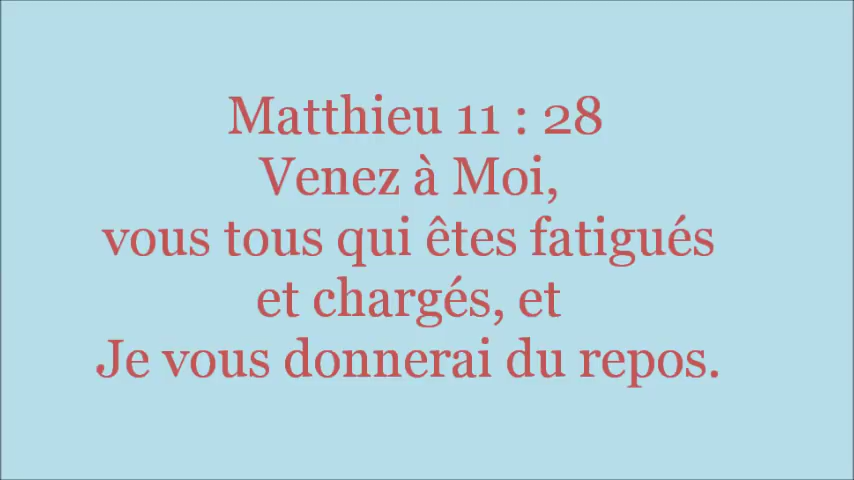 Matthieu 11 : 28
Venez à Moi,
vous tous qui êtes fatigués
et chargés, et
Je vous donnerai du repos.